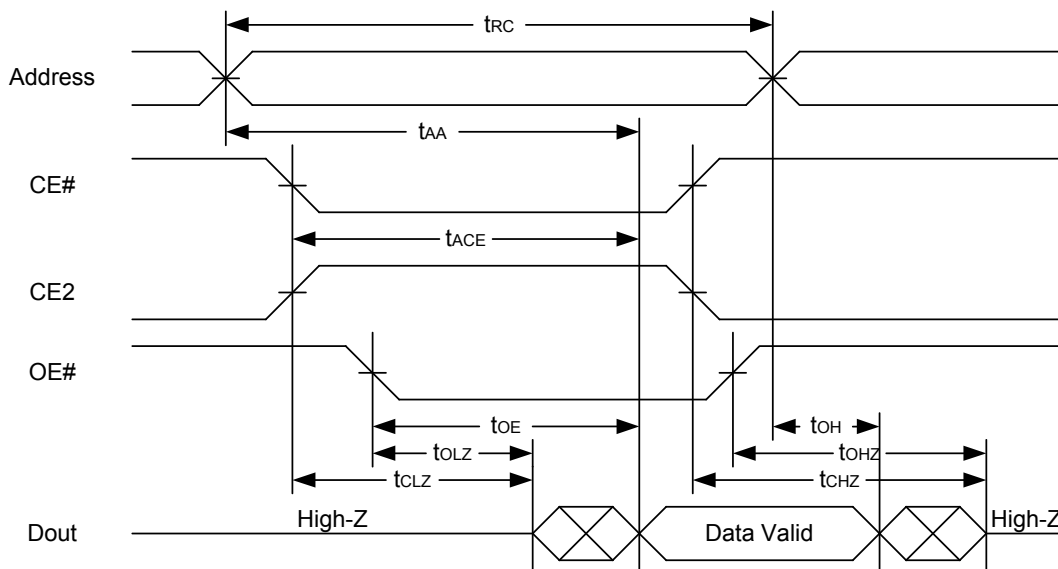 tRC
Address
tAA
CE#
tACE
CE2
OE#
tOE
tOH
tOLZ
tOHZ
tCLZ
tCHZ
Dout
High-Z
Data Valid
High-Z